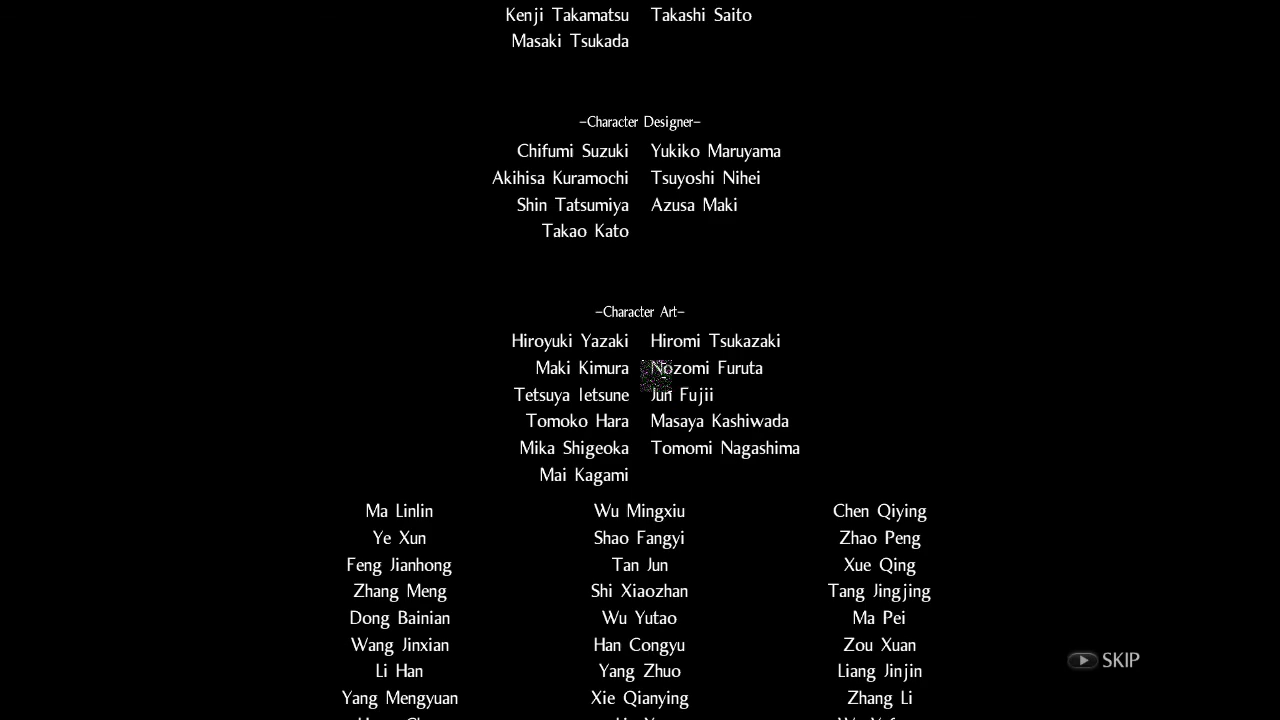 Kenji Takamatsu Takashi Saito
Masaki Tsukada
-Character Designer-
Chifumi Suzuki Yukiko Maruyama
Akihisa Kuramochi Tsuyoshi Nihei
Shin Tatsumiya Azusa Maki
Takao Kato
-Character Art-
Hiroyuki Yazaki Hiromi Tsukazaki
Maki Kimura Nozomi Furuta
Tetsuya Ietsune Jun Fujii
Tomoko Hara Masaya Kashiwada
Mika Shigeoka Tomomi Nagashima
Mai Kagami
Ma Linlin Wu Mingxiu Chen Qiying
Ye Xun Shao Fangyi Zhao Peng
Feng Jianhong Tan Jun Xue Qing
Zhang Meng Shi Xiaozhan Tang Jingjing
Dong Bainian Wu Yutao Ma Pei
Wang Jinxian Han Congyu Zou Xuan
Li Han Yang Zhuo Liang Jinjin
SKIP
Yang Mengyuan Xie Qianying Zhang Li